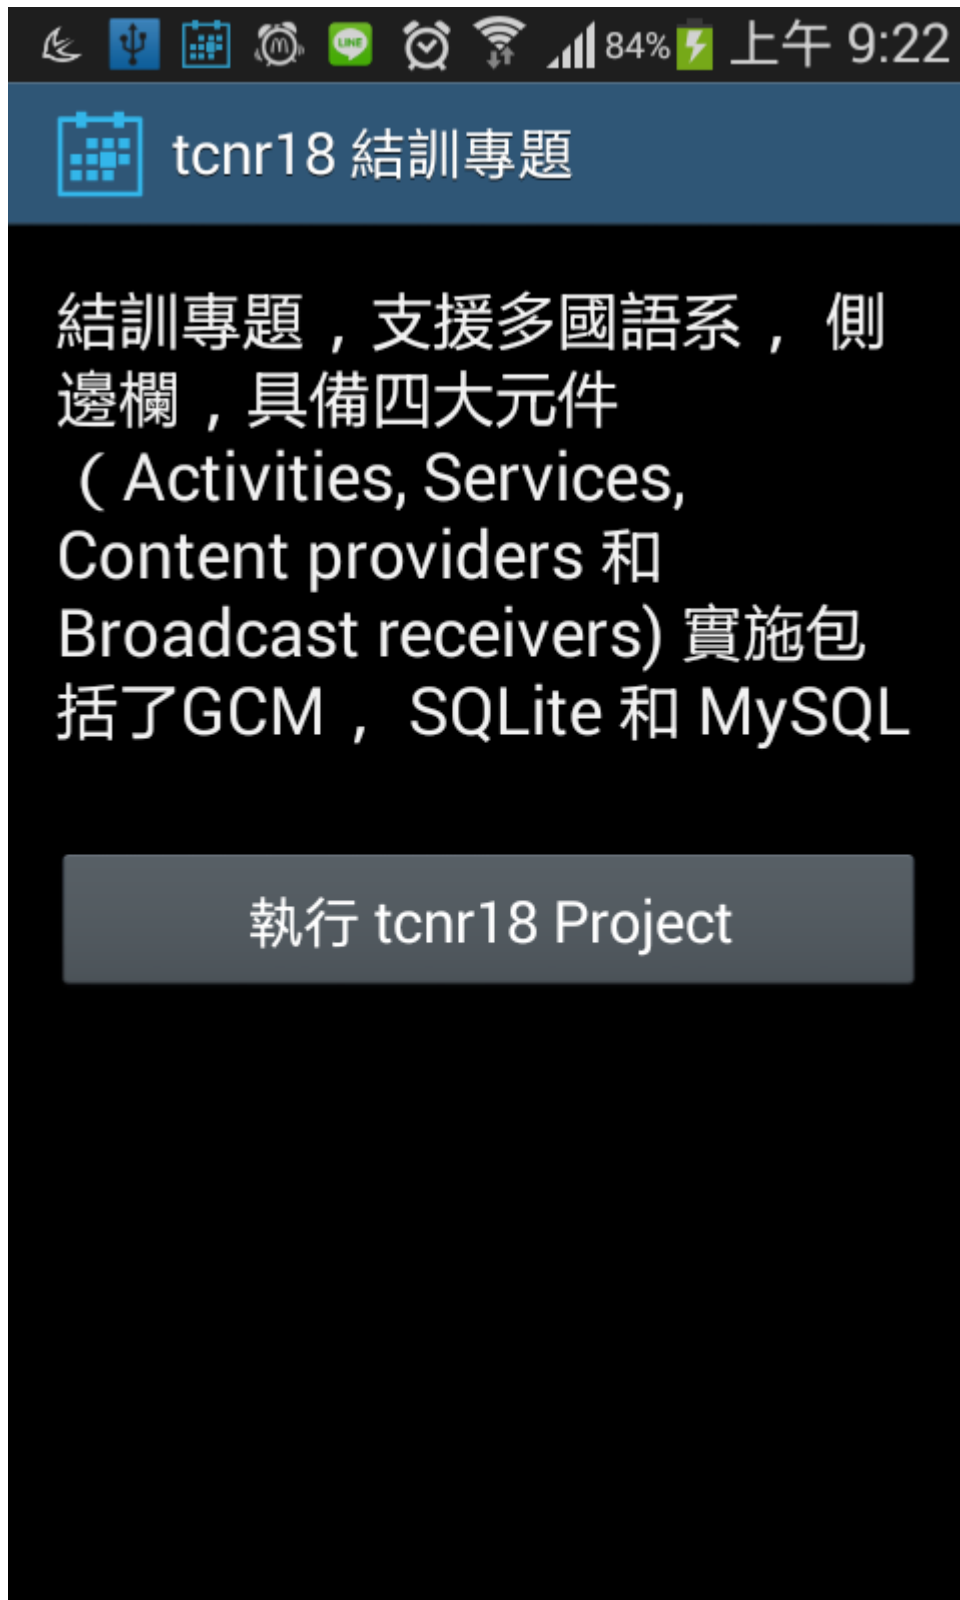 LINE 84% 上午 9:22
tcnr18 結訓專題
結訓專題，支援多國語系， 側
邊欄，具備四大元件
（Activities, Services,
Content providers 和
Broadcast receivers) 實施包
括了GCM， SQLite 和 MySQL
執行 tcnr18 Project